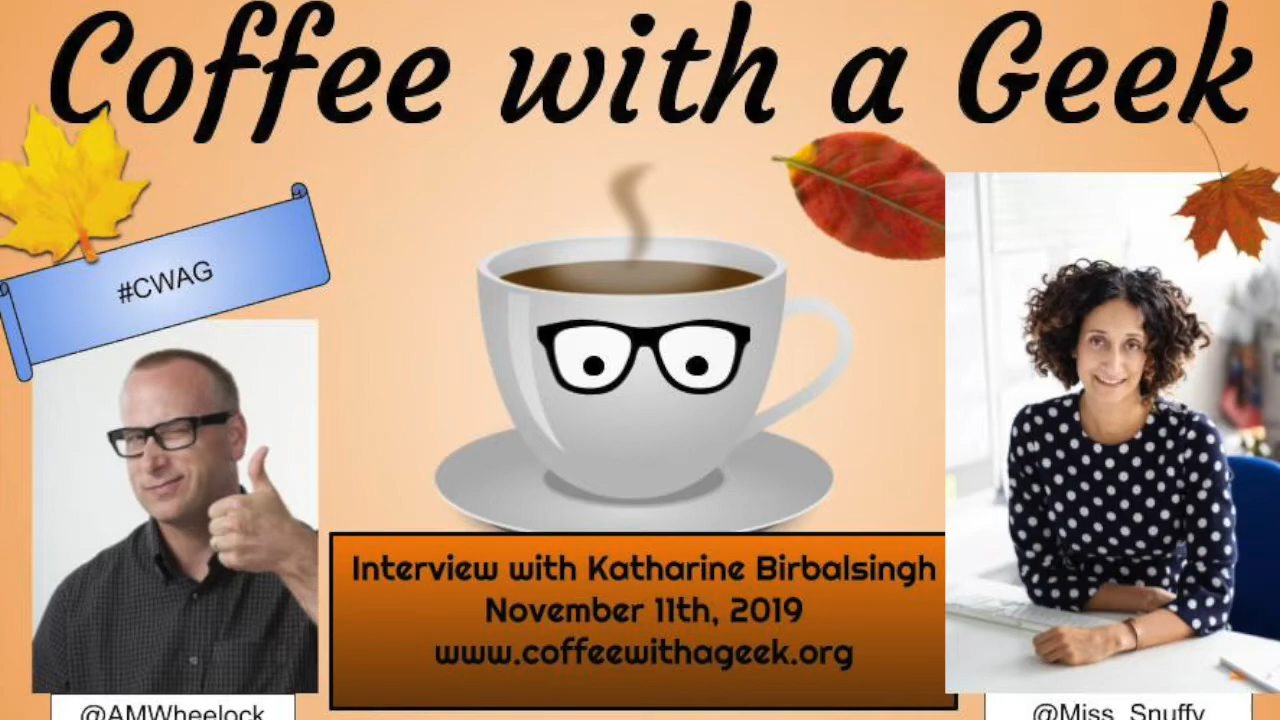 Coffee with a Geek
#CWAG
Interview with Katharine Birbalsingh
November 11th, 2019
www.coffeewithageek.org
@AMWheelock
@Miss_Snuffy